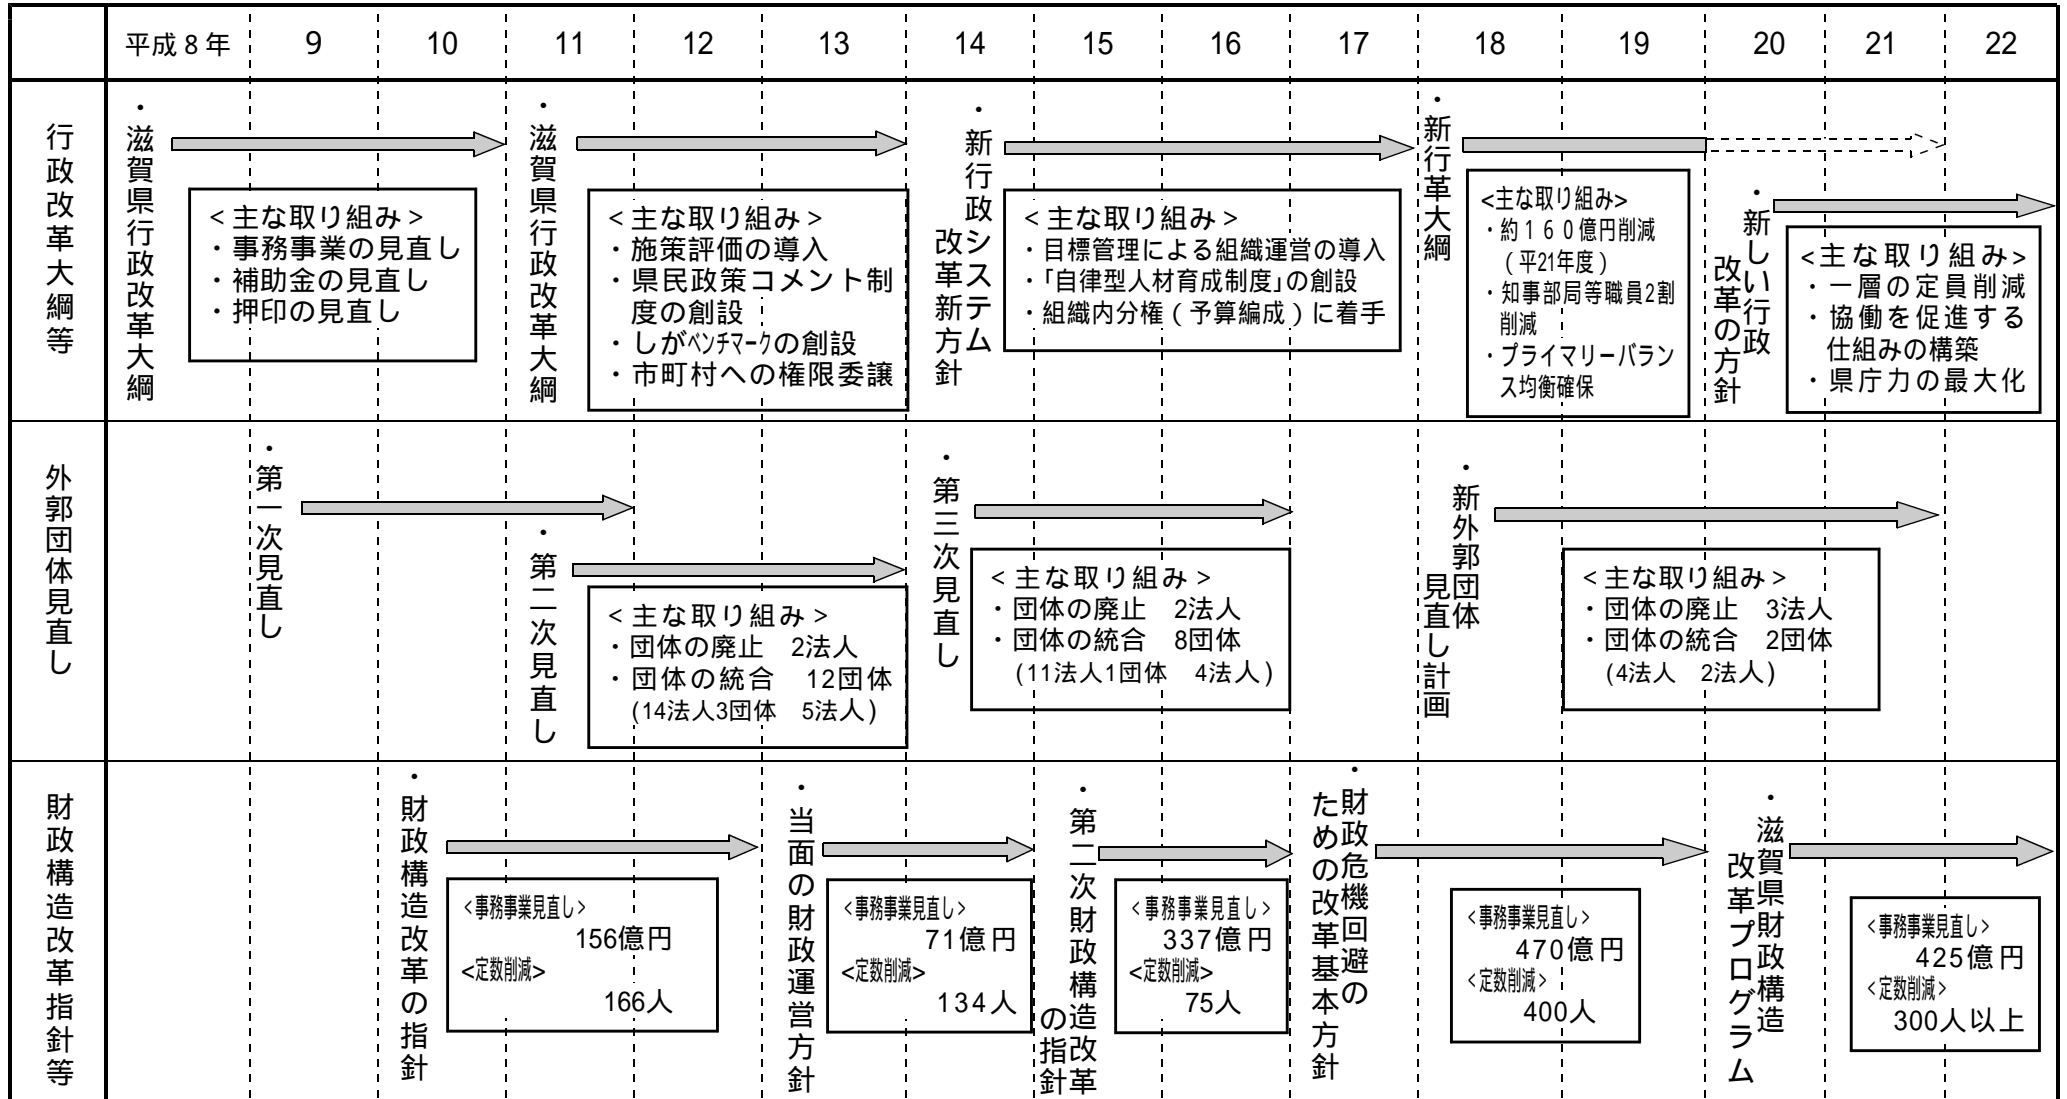 平成8年 9 10 11 12 13 14 15 16 17 18 19 20 21 22
行政改革大綱等
・滋賀県行政改革大綱
<主な取り組み>
・事務事業の見直し
・補助金の見直し
・押印の見直し
・滋賀県行政改革大綱
<主な取り組み>
・施策評価の導入
・県民政策コメント制
度の創設
・しがベンチマークの創設
・市町村への権限委譲
・新行政システム
改革新方針
<主な取り組み>
・目標管理による組織運営の導入
・「自律型人材育成制度」の創設
・組織内分権(予算編成)に着手
・新行革大綱
<主な取り組み>
・約160億円削減
(平21年度)
・知事部局等職員2割
削減
・プライマリーバラン
ス均衡確保
・新しい行政
改革の方針
<主な取り組み>
・一層の定員削減
・協働を促進する
仕組みの構築
・県庁力の最大化
外郭団体見直し
・第一次見直し
・第二次見直し
<主な取り組み>
・団体の廃止 2法人
・団体の統合 12団体
(14法人3団体 5法人)
・第三次見直し
<主な取り組み>
・団体の廃止 2法人
・団体の統合 8団体
(11法人1団体 4法人)
・新外郭団体
見直し計画
<主な取り組み>
・団体の廃止 3法人
・団体の統合 2団体
(4法人 2法人)
財政構造改革指針等
・財政構造改革の指針
<事務事業見直し>
156億円
<定数削減>
166人
・当面の財政運営方針
<事務事業見直し>
71億円
<定数削減>
134人
・第二次財政構造改革
の指針
<事務事業見直し>
337億円
<定数削減>
75人
・財政危機回避の
ための改革基本方針
<事務事業見直し>
470億円
<定数削減>
400人
・滋賀県財政構造
改革プログラム
<事務事業見直し>
425億円
<定数削減>
300人以上